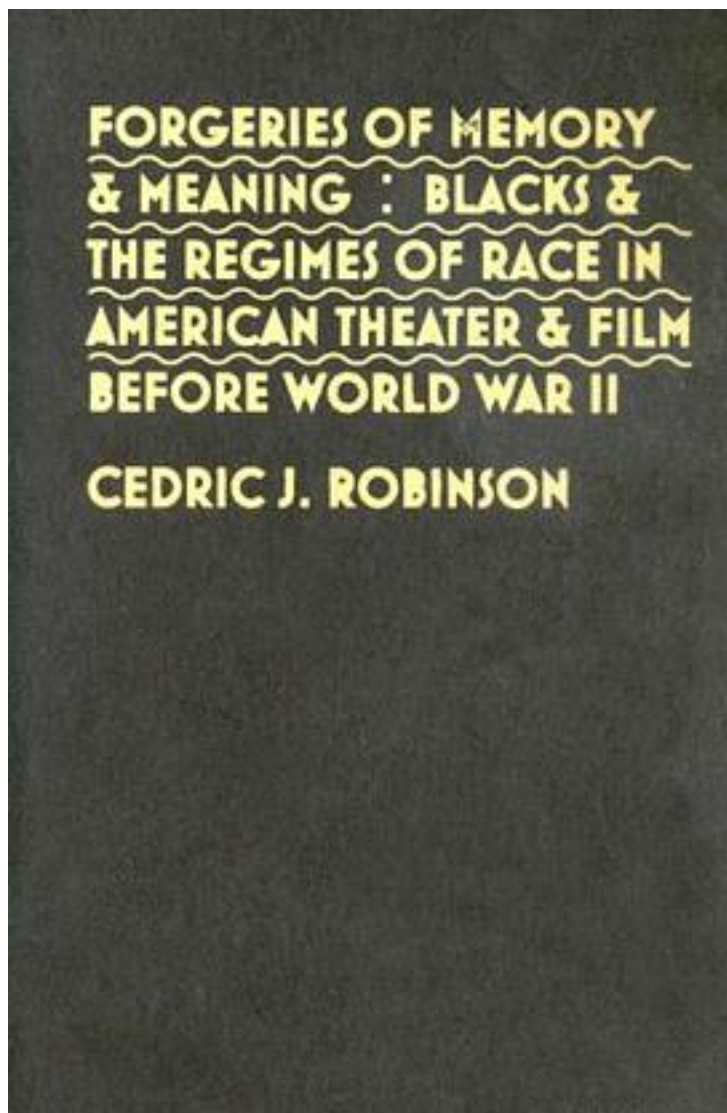 FORGERIES OF MEMORY
& MEANING : BLACKS &
THE REGIMES OF RACE IN
AMERICAN THEATER & FILM
BEFORE WORLD WAR II
CEDRIC J. ROBINSON